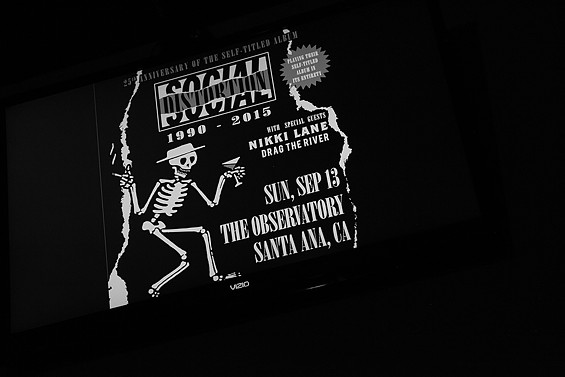 25TH ANNIVERSARY OF THE SELF-TITLED ALBUM
PLAYING THEIR
SELF-TITLED
ALBUM IN
ITS ENTIRETY
SOCIAL
DISTORTION
1990 - 2015
WITH SPECIAL GUESTS
NIKKI LANE
DRAG THE RIVER
SUN, SEP 13
THE OBSERVATORY
SANTA ANA, CA
VIZIO